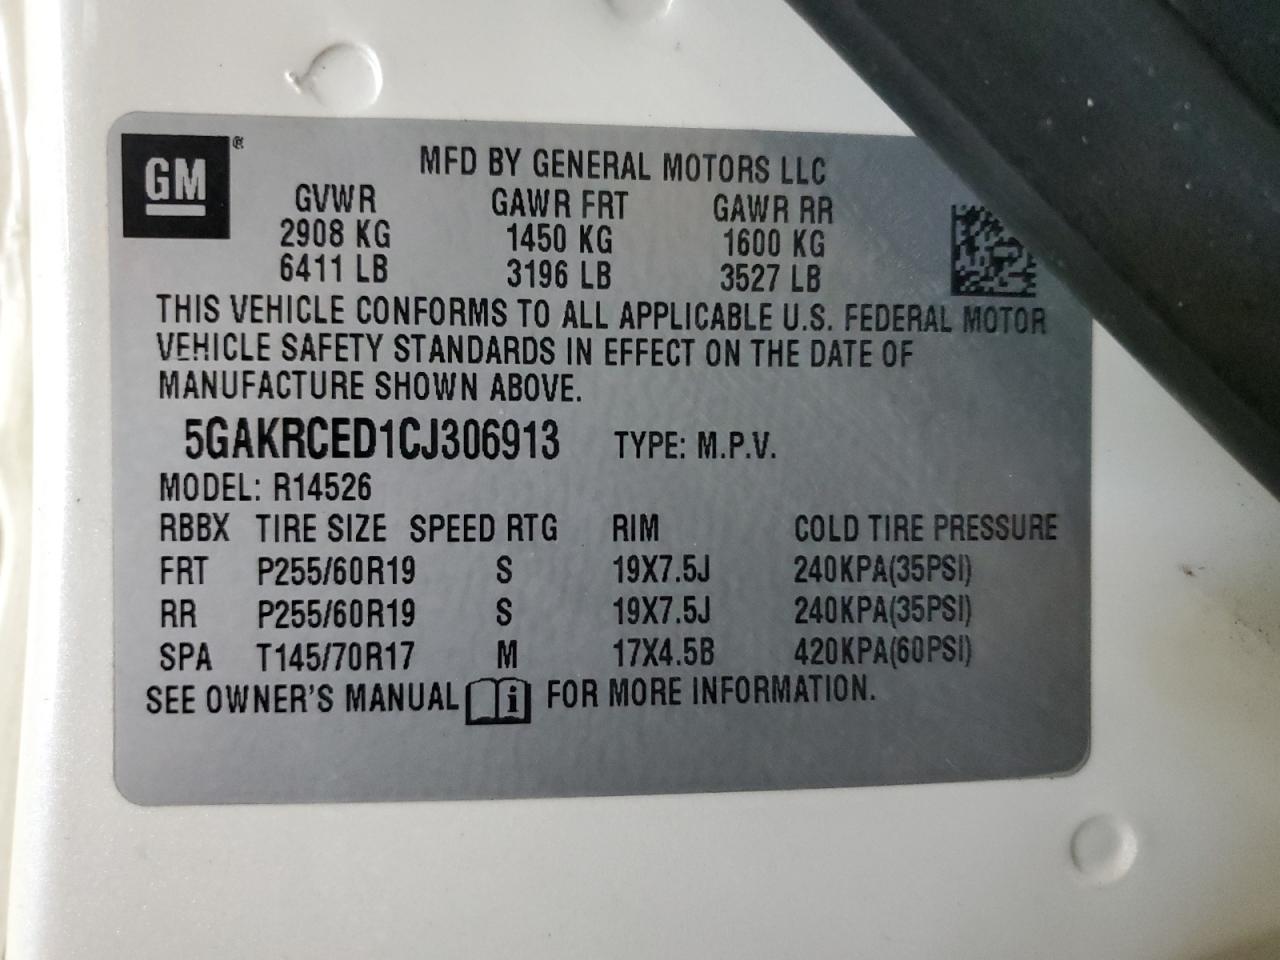 GM®
MFD BY GENERAL MOTORS LLC
GVWR GAWR FRT GAWR RR
2908 KG 1450 KG 1600 KG
6411 LB 3196 LB 3527 LB
THIS VEHICLE CONFORMS TO ALL APPLICABLE U.S. FEDERAL MOTOR
VEHICLE SAFETY STANDARDS IN EFFECT ON THE DATE OF
MANUFACTURE SHOWN ABOVE.
5GAKRCED1CJ306913 TYPE: M.P.V.
MODEL: R14526
RBBX TIRE SIZE SPEED RTG RIM COLD TIRE PRESSURE
FRT P255/60R19 S 19X7.5J 240KPA(35PSI)
RR P255/60R19 S 19X7.5J 240KPA(35PSI)
SPA T145/70R17 M 17X4.5B 420KPA(60PSI)
SEE OWNER'S MANUAL i FOR MORE INFORMATION.